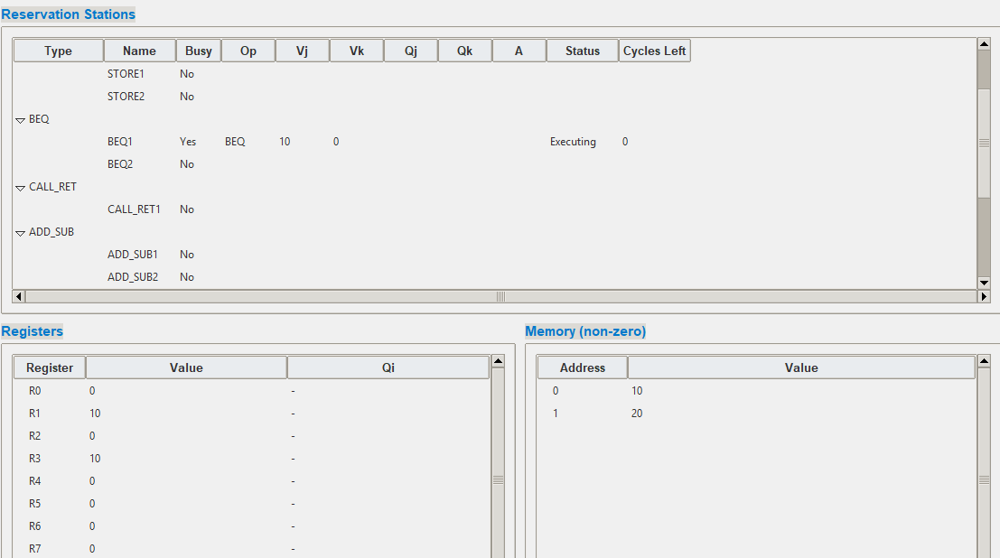 Reservation Stations
Type Name Busy Op Vj Vk Qj Qk A Status Cycles Left
STORE1 No
STORE2 No
BEQ
BEQ1 Yes BEQ 10 0 Executing 0
BEQ2 No
CALL_RET
CALL_RET1 No
ADD_SUB
ADD_SUB1 No
ADD_SUB2 No
Registers
Register Value Qi
R0 0 -
R1 10 -
R2 0 -
R3 10 -
R4 0 -
R5 0 -
R6 0 -
R7 0 -
Memory (non-zero)
Address Value
0 10
1 20